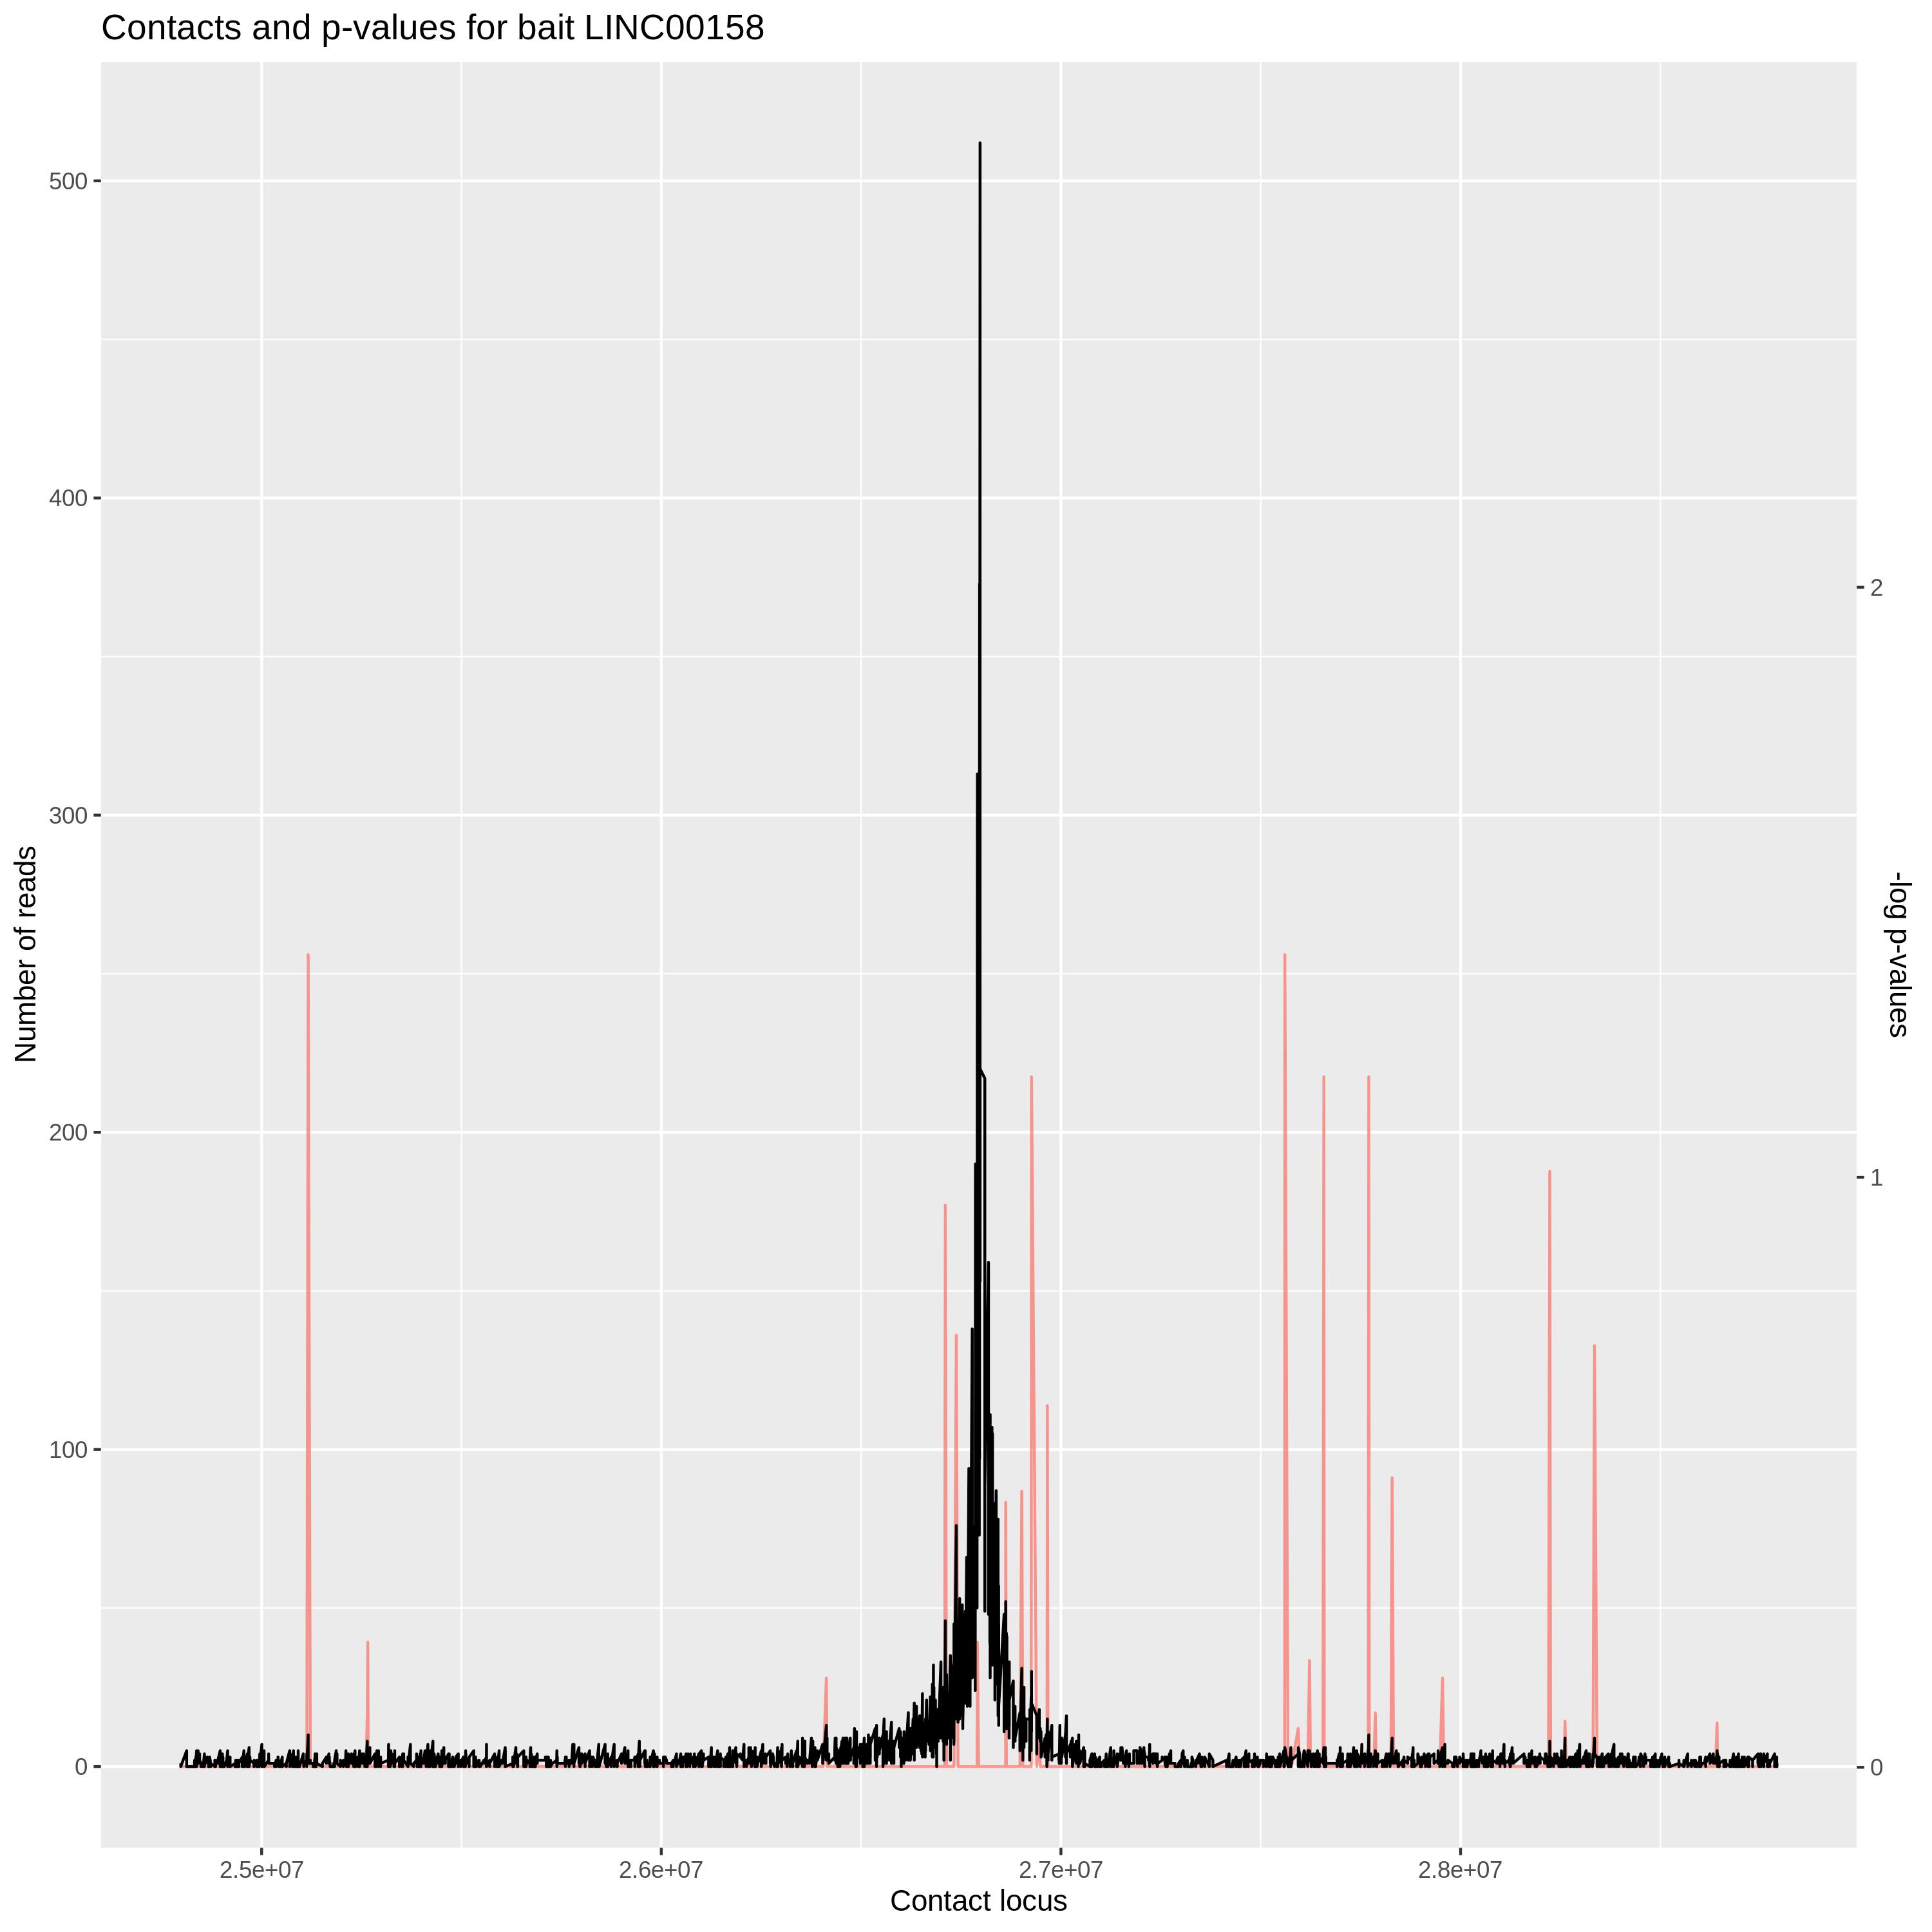 Contacts and p-values for bait LINC00158
500
400
300
200
100
0
Number of reads
2
1
0
-log p-values
2.5e+07
2.6e+07
2.7e+07
2.8e+07
Contact locus